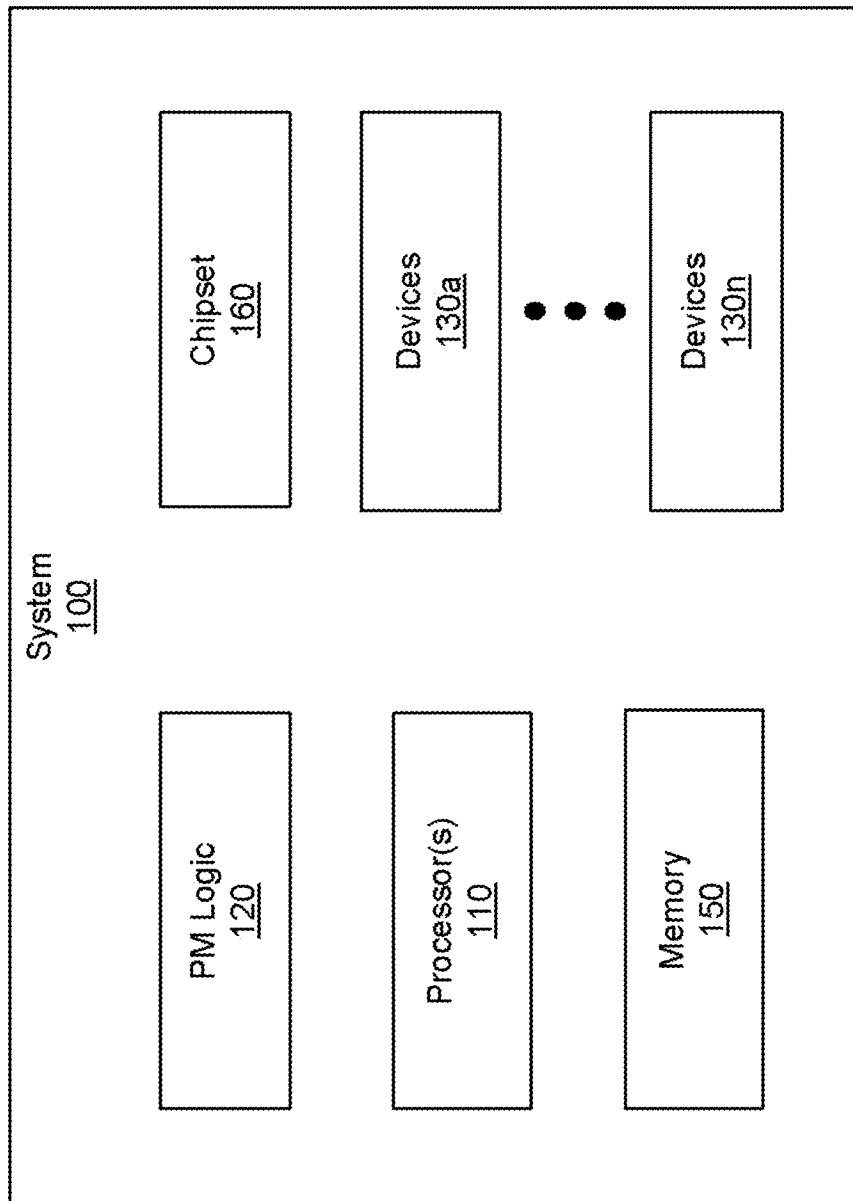 System
100
PM Logic
120
Processor(s)
110
Memory
150
Chipset
160
Devices
130a
Devices
130n